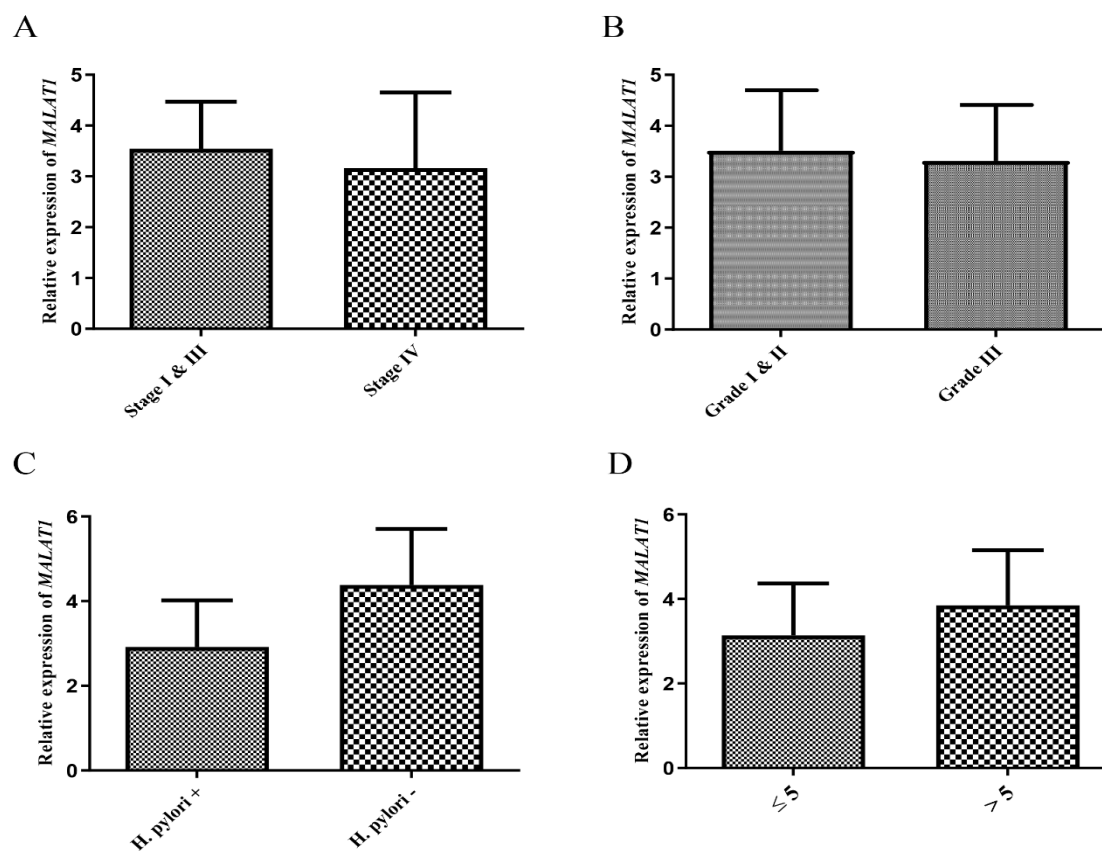 A
Relative expression of MALAT1
5
4
3
2
1
0
Stage I & III
Stage IV
B
Relative expression of MALAT1
5
4
3
2
1
0
Grade I & II
Grade III
C
Relative expression of MALAT1
6
4
2
0
H. pylori +
H. pylori -
D
Relative expression of MALAT1
6
4
2
0
≤ 5
> 5